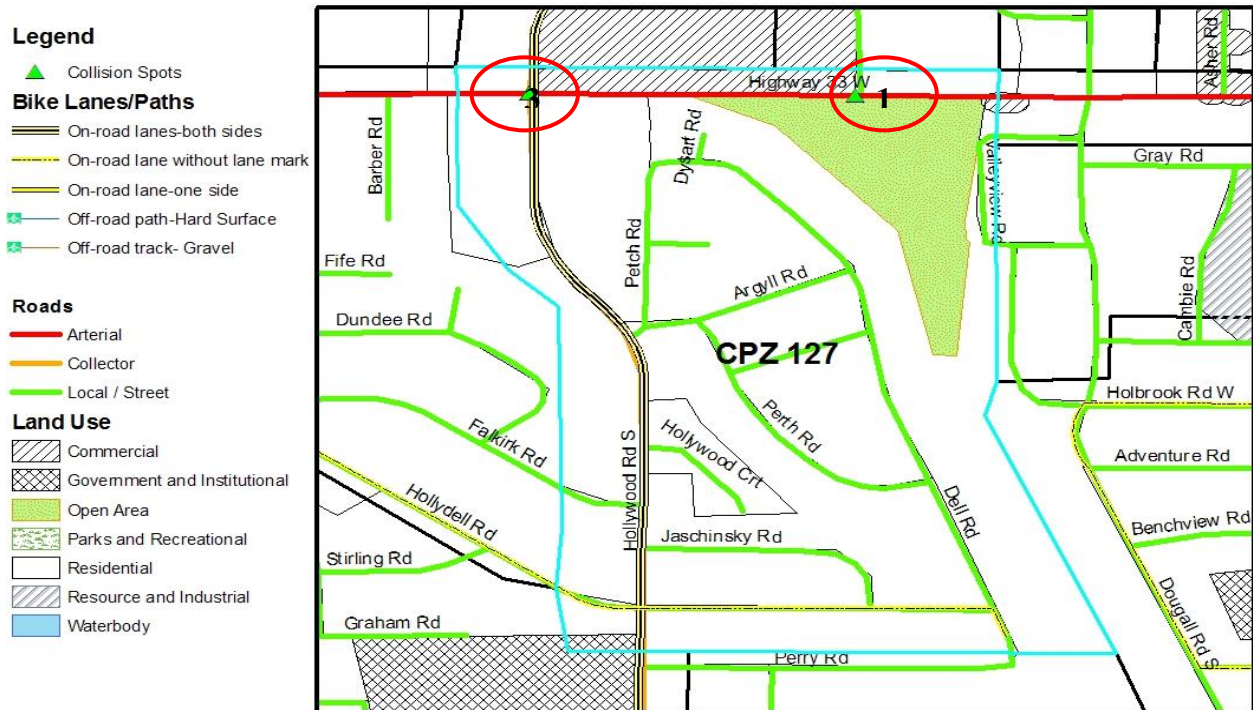 Legend
Collision Spots
Bike Lanes/Paths
On-road lanes-both sides
On-road lane without lane mark
On-road lane-one side
Off-road path-Hard Surface
Off-road track- Gravel
Roads
Arterial
Collector
Local / Street
Land Use
Commercial
Government and Institutional
Open Area
Parks and Recreational
Residential
Resource and Industrial
Waterbody
Asher Rd
Highway 33 W
3
1
Barber Rd
Dysart Rd
Valleyview Rd
Gray Rd
Petch Rd
Fife Rd
Argyll Rd
Cambie Rd
Dundee Rd
CPZ 127
Holbrook Rd W
Perth Rd
Falkirk Rd
Hollywood Crt
Adventure Rd
Hollywood Rd S
Hollydell Rd
Dell Rd
Benchview Rd
Jaschinsky Rd
Stirling Rd
Dougall Rd S
Graham Rd
Perry Rd